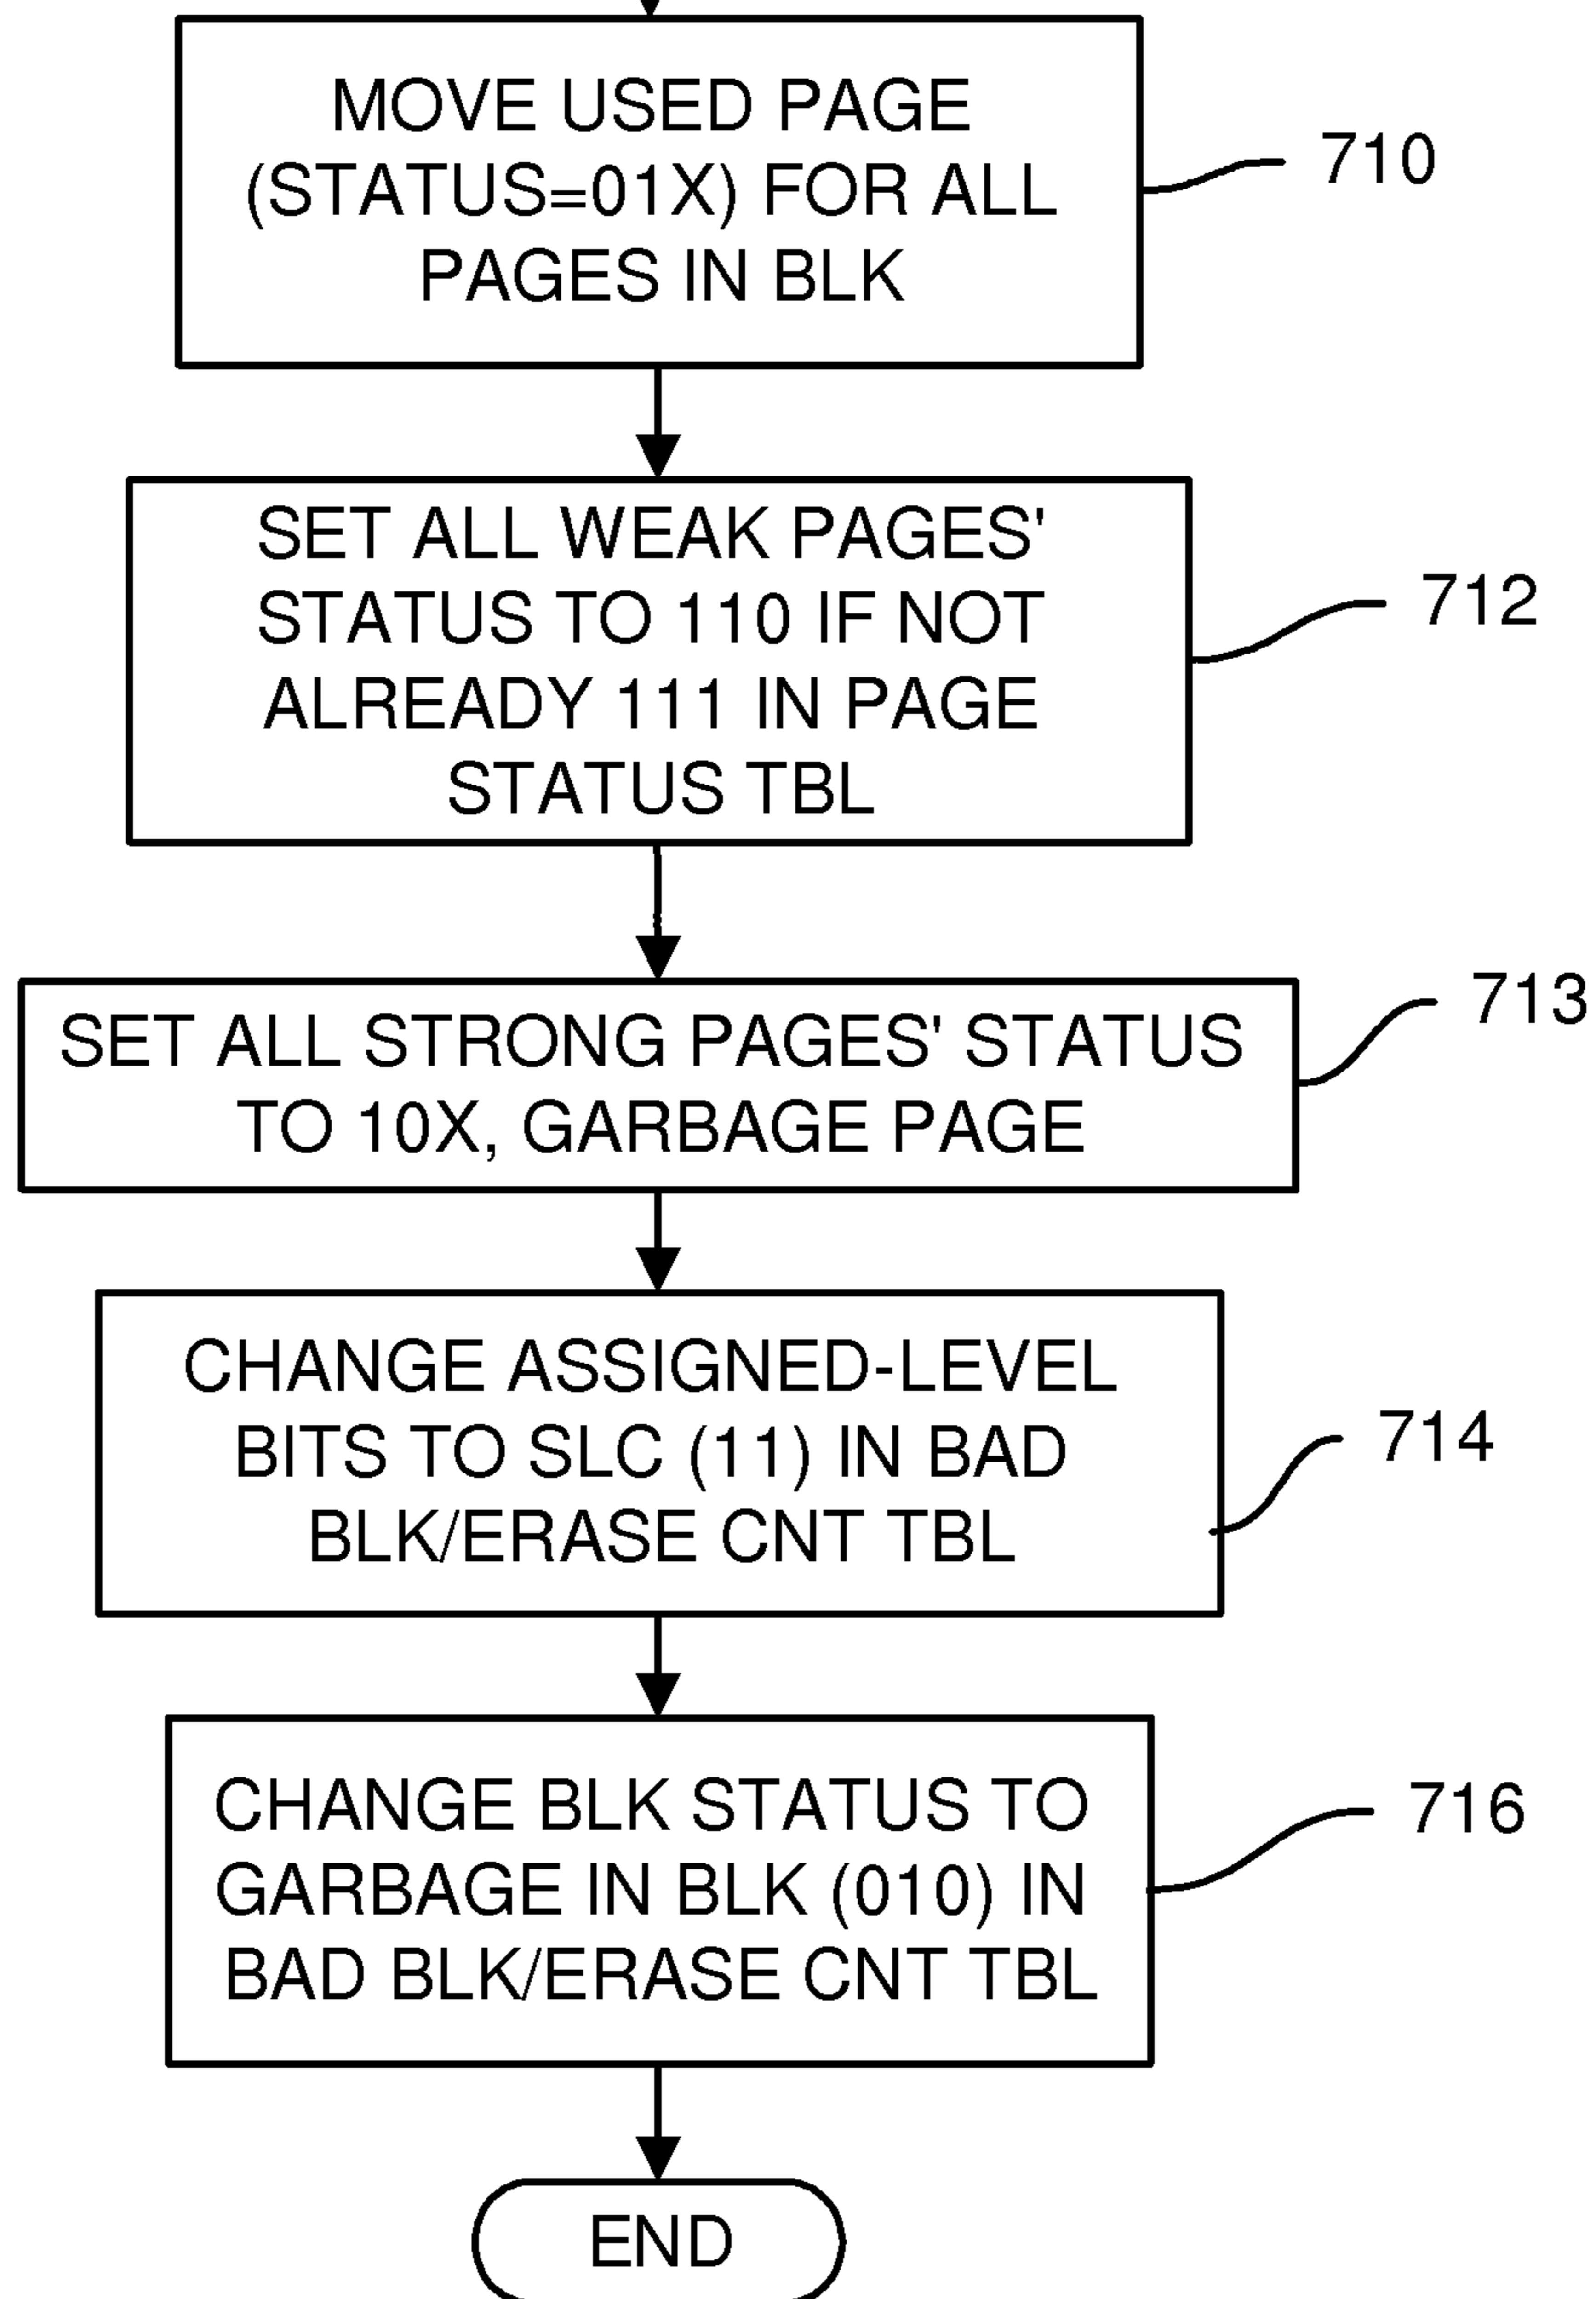 MOVE USED PAGE
(STATUS=01X) FOR ALL
PAGES IN BLK
710
SET ALL WEAK PAGES'
STATUS TO 110 IF NOT
ALREADY 111 IN PAGE
STATUS TBL
712
SET ALL STRONG PAGES' STATUS
TO 10X, GARBAGE PAGE
713
CHANGE ASSIGNED-LEVEL
BITS TO SLC (11) IN BAD
BLK/ERASE CNT TBL
714
CHANGE BLK STATUS TO
GARBAGE IN BLK (010) IN
BAD BLK/ERASE CNT TBL
716
END